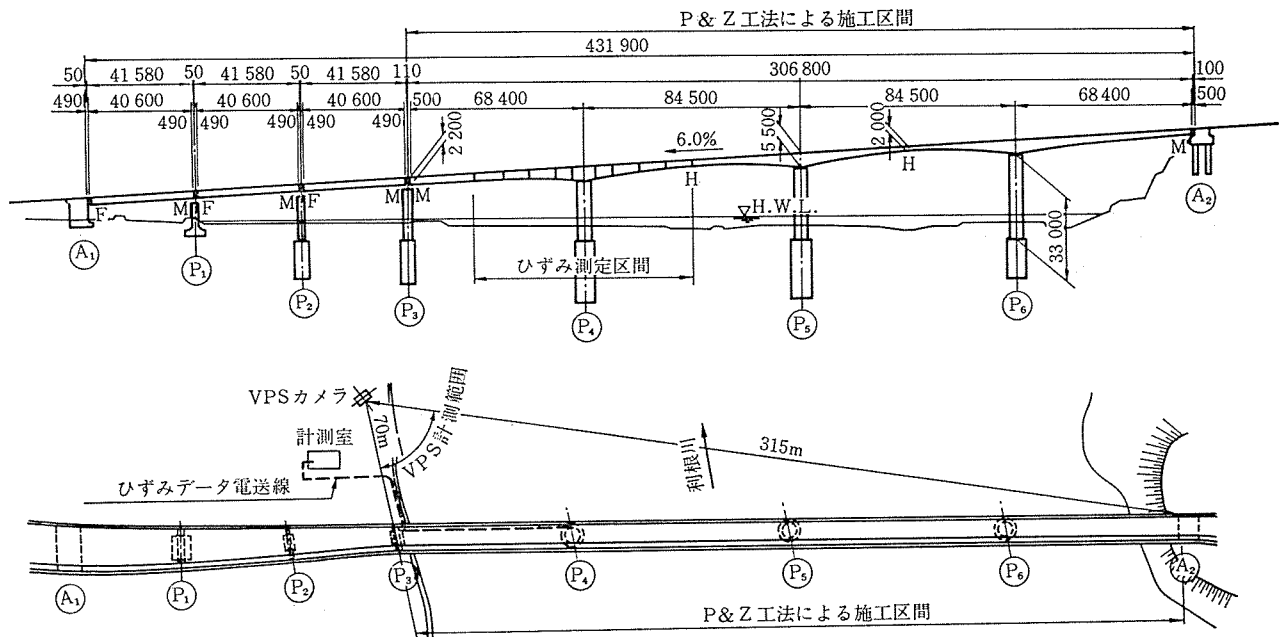 P & Z 工法による施工区間
431 900
50 41 580 50 41 580 50 41 580 110 306 800 100
490 40 600 40 600 40 600 500 68 400 84 500 84 500 68 400 500
490 490 490 490 490
2 200
6.0%
5 500
2 000
H
H
M
M F M F M M
F
H.W.L.
33 000
A₂
A₁
P₁
P₂
P₃
ひずみ測定区間
P₄
P₅
P₆
VPSカメラ
70m
VPS計測範囲
計測室
315m
利根川
ひずみデータ電送線
A₁
P₁
P₂
P₃
P₄
P₅
P₆
A₂
P&Z工法による施工区間